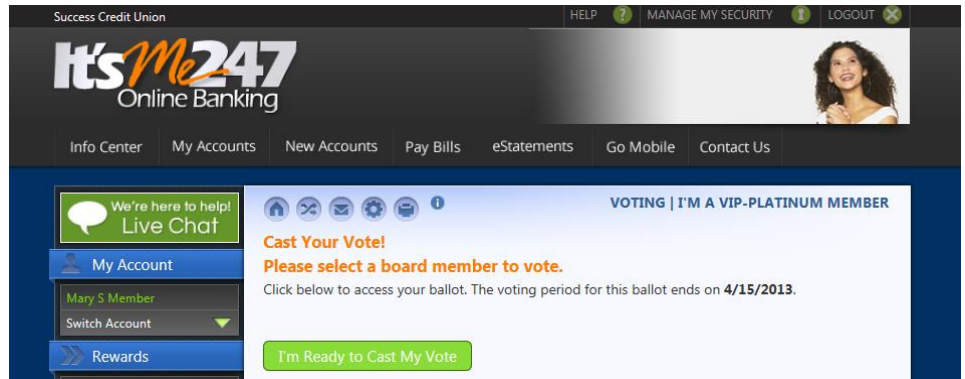 Success Credit Union
HELP ? MANAGE MY SECURITY LOGOUT
It'sMe247
Online Banking
Info Center My Accounts New Accounts Pay Bills eStatements Go Mobile Contact Us
We're here to help!
Live Chat
VOTING | I'M A VIP-PLATINUM MEMBER
Cast Your Vote!
Please select a board member to vote.
Click below to access your ballot. The voting period for this ballot ends on 4/15/2013.
My Account
Mary S Member
Switch Account
I'm Ready to Cast My Vote
Rewards